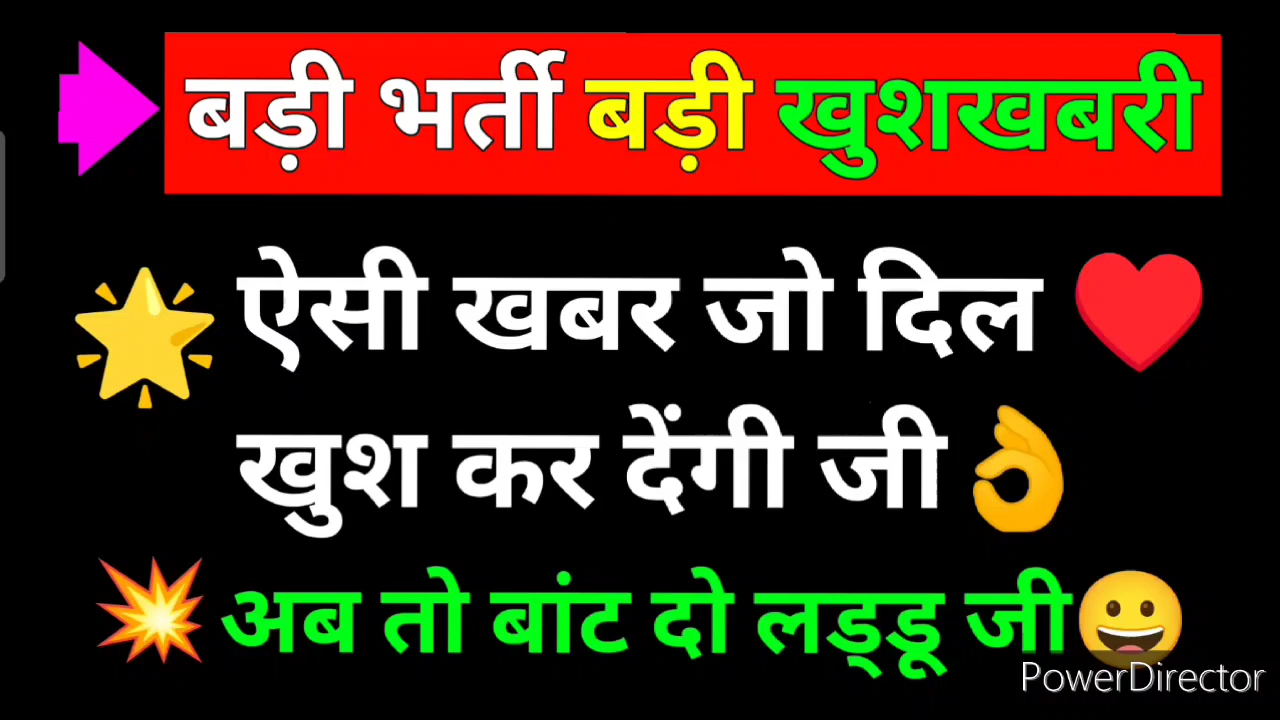 बड़ी भर्ती बड़ी खुशखबरी
ऐसी खबर जो दिल
खुश कर देंगी जी
अब तो बांट दो लड्डू जी
PowerDirector